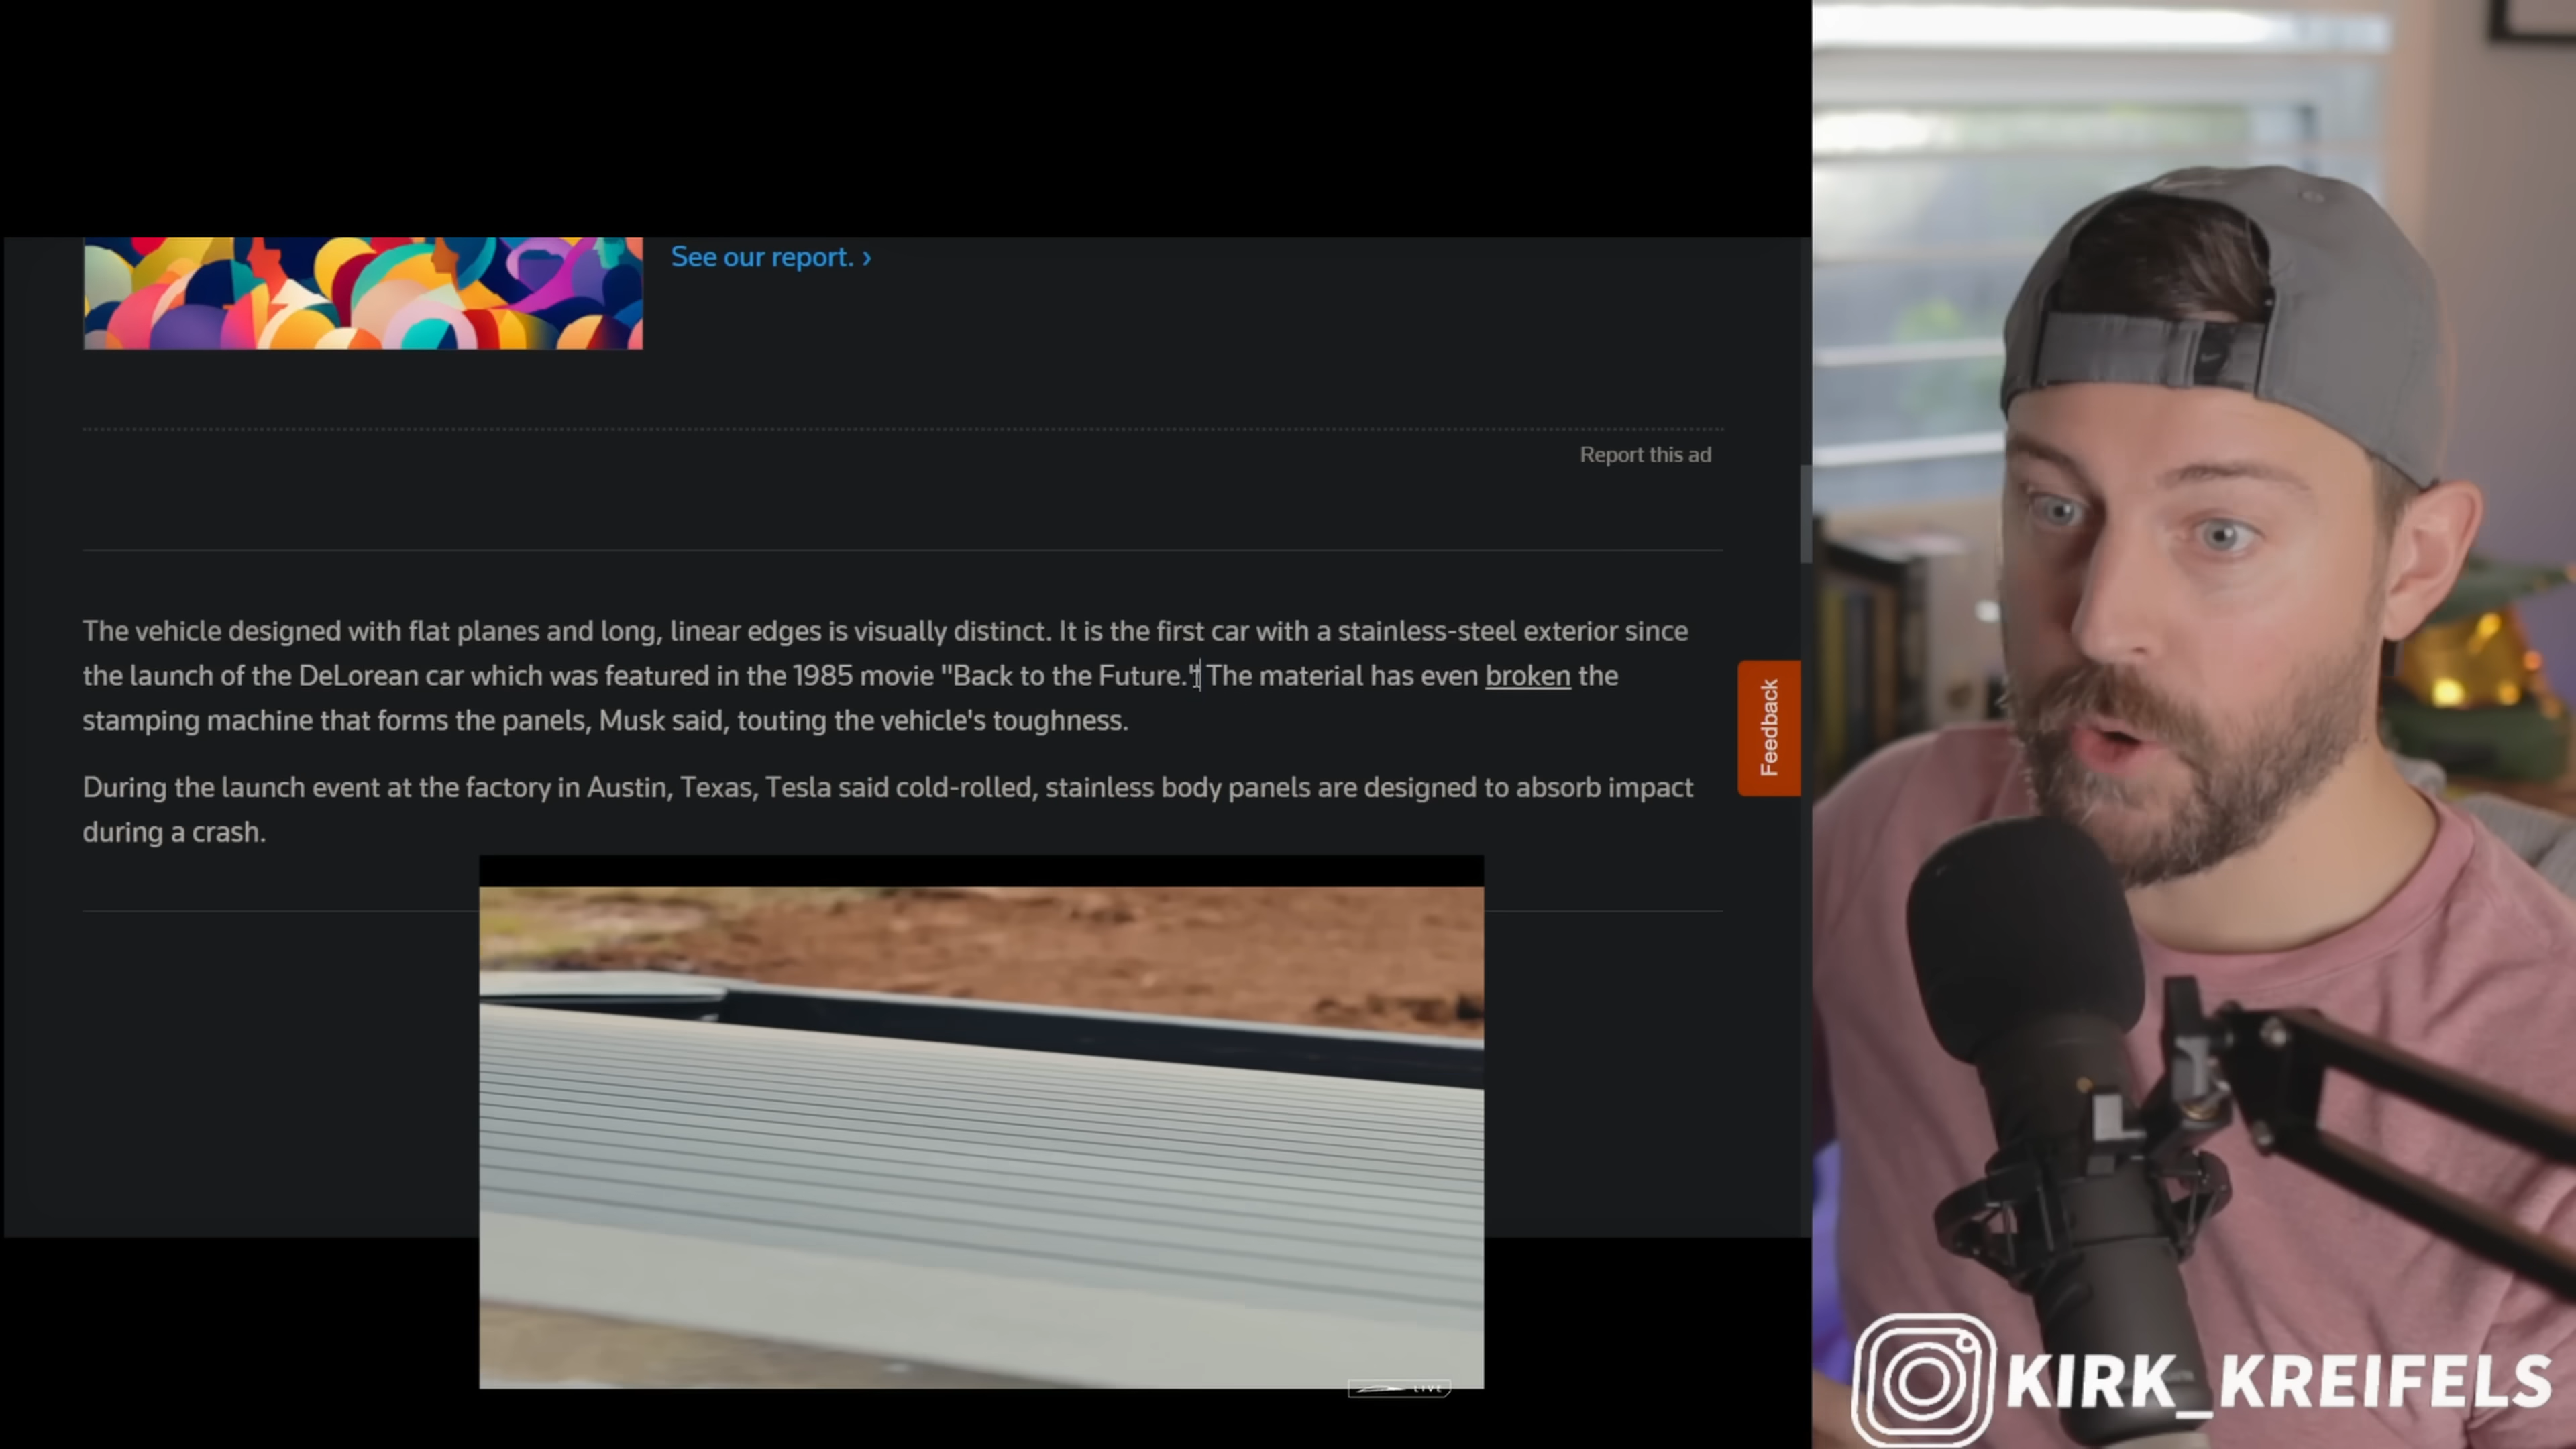 See our report. ›
Report this ad
The vehicle designed with flat planes and long, linear edges is visually distinct. It is the first car with a stainless-steel exterior since
the launch of the DeLorean car which was featured in the 1985 movie "Back to the Future." The material has even broken the
stamping machine that forms the panels, Musk said, touting the vehicle's toughness.
During the launch event at the factory in Austin, Texas, Tesla said cold-rolled, stainless body panels are designed to absorb impact
during a crash.
Feedback
LIVE
KIRK_KREIFELS